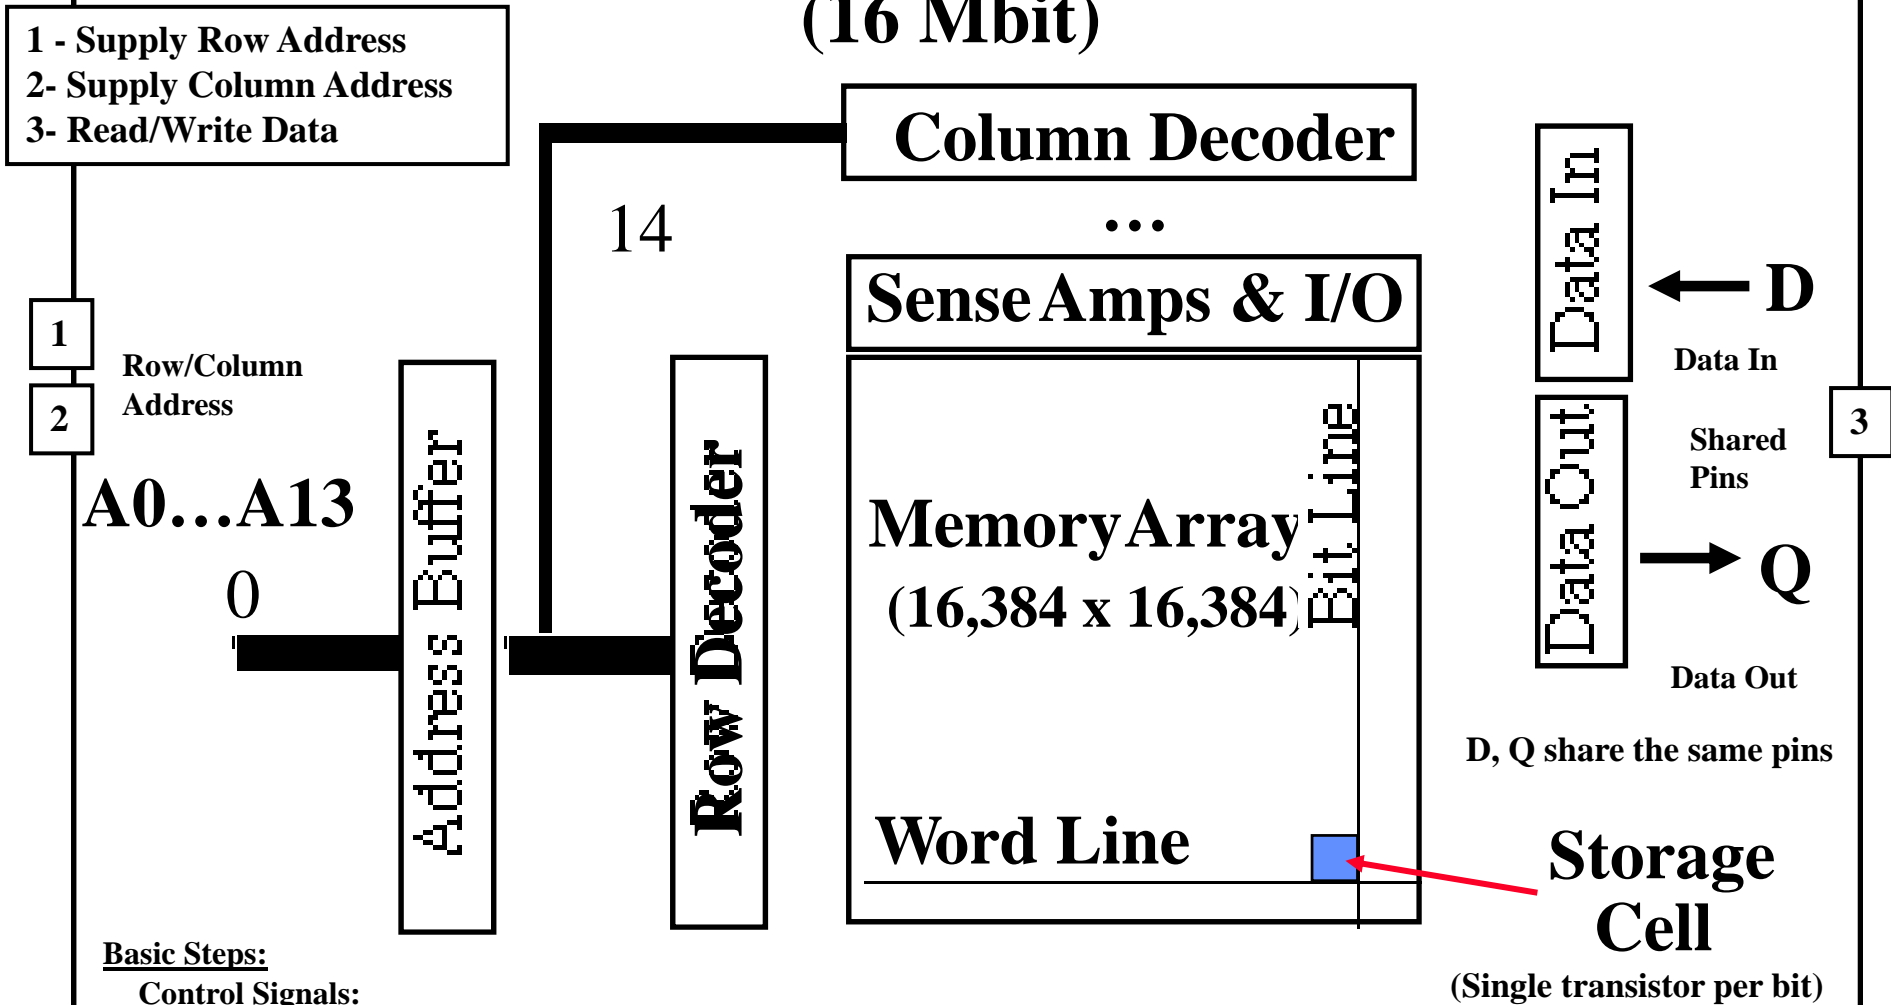 (16 Mbit)
1 - Supply Row Address
2- Supply Column Address
3- Read/Write Data
Column Decoder
14
...
Sense Amps & I/O
Data In
D
Data In
1
2
Row/Column
Address
A0...A13
0
Address Buffer
Row Decoder
Bit Line
Memory Array
(16,384 x 16,384)
Word Line
Data Out
Shared
Pins
3
Q
Data Out
D, Q share the same pins
Storage
Cell
(Single transistor per bit)
Basic Steps:
Control Signals: